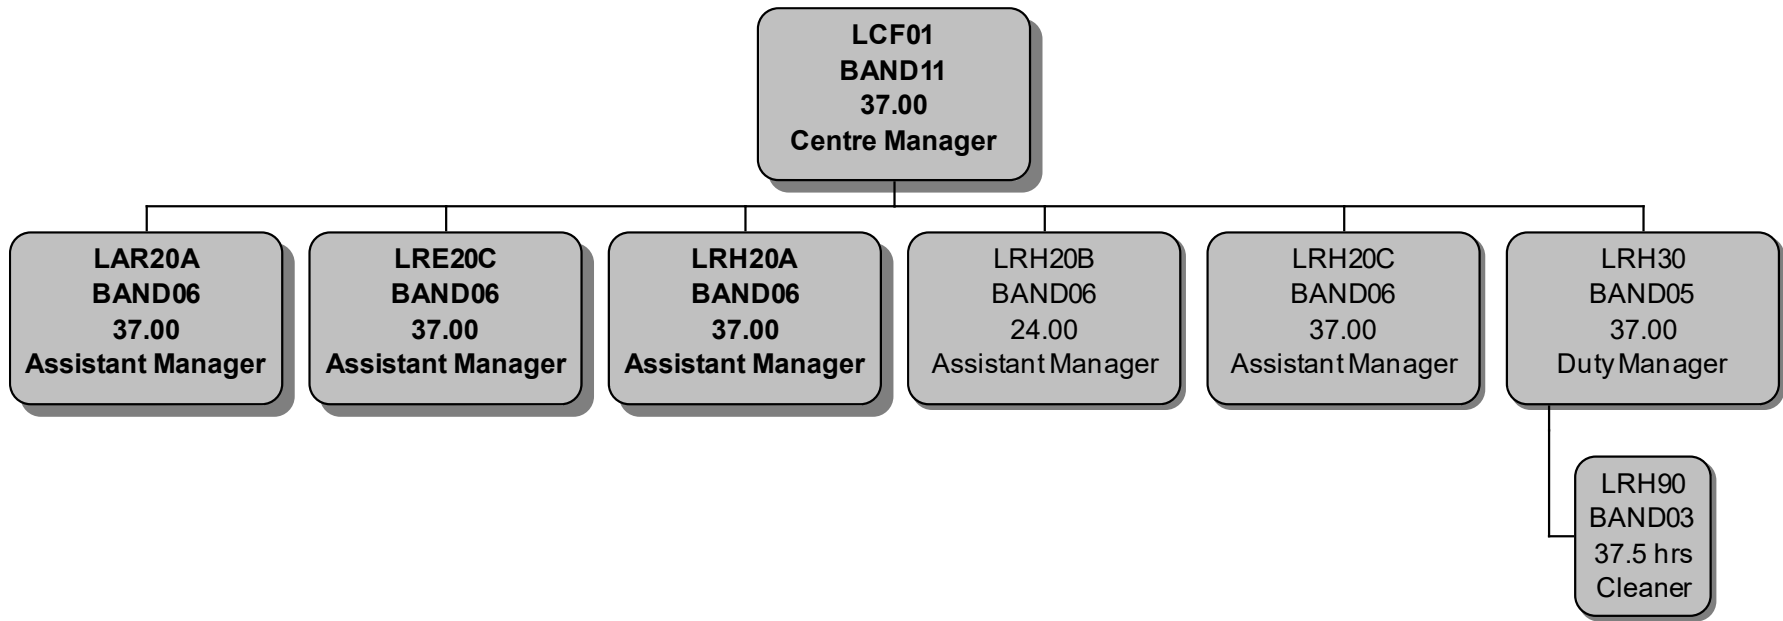 LCF01
BAND11
37.00
Centre Manager
LAR20A
BAND06
37.00
Assistant Manager
LRE20C
BAND06
37.00
Assistant Manager
LRH20A
BAND06
37.00
Assistant Manager
LRH20B
BAND06
24.00
Assistant Manager
LRH20C
BAND06
37.00
Assistant Manager
LRH30
BAND05
37.00
Duty Manager
LRH90
BAND03
37.5 hrs
Cleaner